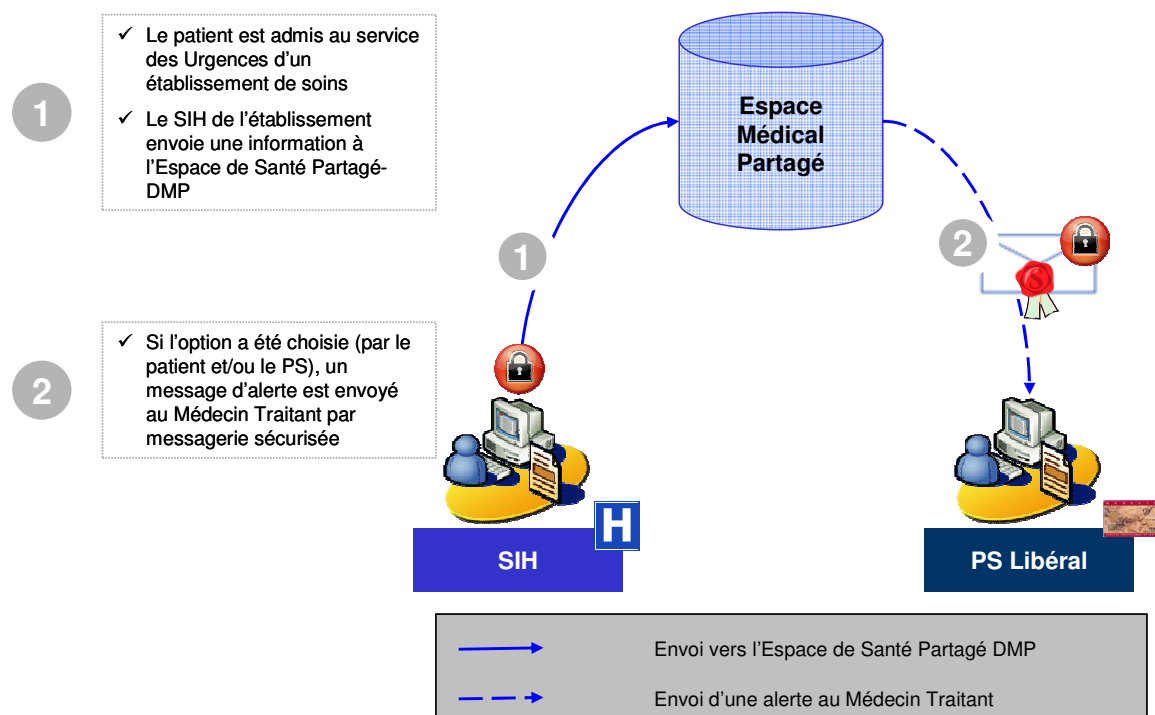 1
✓ Le patient est admis au service
des Urgences d'un
établissement de soins
✓ Le SIH de l'établissement
envoie une information à
l'Espace de Santé Partagé-
DMP
Espace
Médical
Partagé
1
2
S
2
✓ Si l'option a été choisie (par le
patient et/ou le PS), un
message d'alerte est envoyé
au Médecin Traitant par
messagerie sécurisée
H
SIH
PS Libéral
Envoi vers l'Espace de Santé Partagé DMP
Envoi d'une alerte au Médecin Traitant